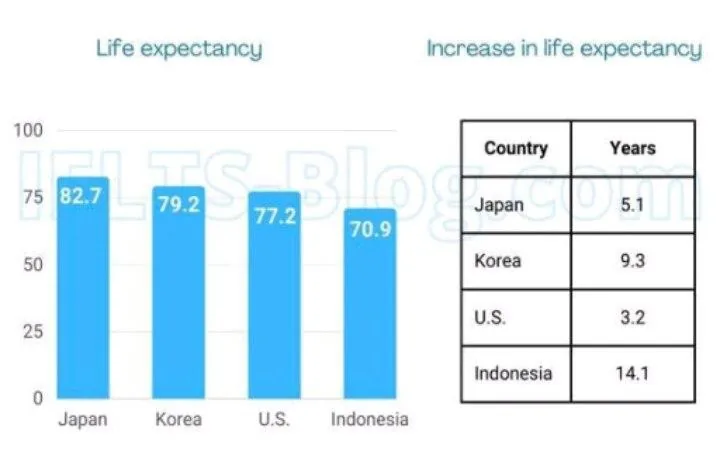 Life expectancy
Increase in life expectancy
100
75
50
25
0
82.7
79.2
77.2
70.9
Japan Korea U.S. Indonesia
Country Years
Japan 5.1
Korea 9.3
U.S. 3.2
Indonesia 14.1
IELTS-Blog.com